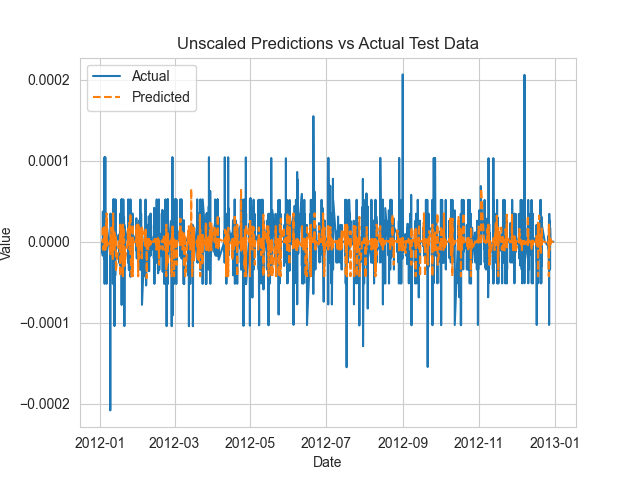 Unscaled Predictions vs Actual Test Data
Actual
Predicted
0.0002
0.0001
0.0000
−0.0001
−0.0002
Value
2012-01
2012-03
2012-05
2012-07
2012-09
2012-11
2013-01
Date